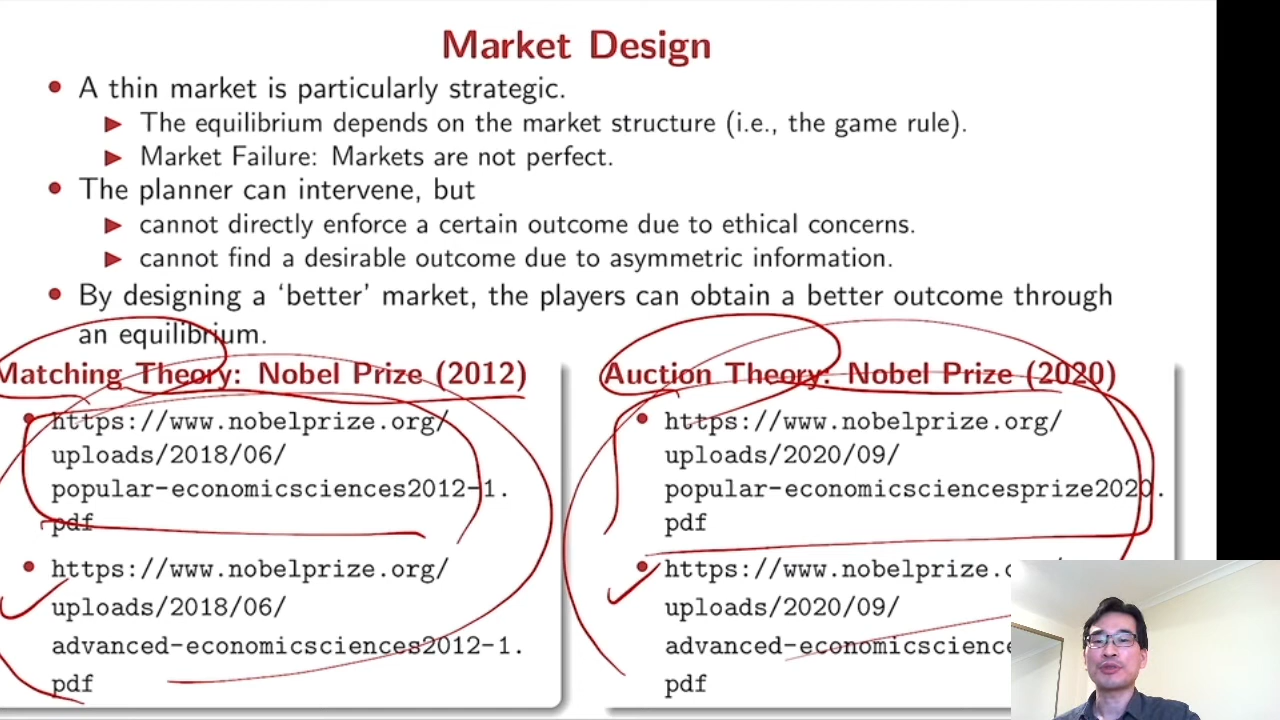 Market Design
• A thin market is particularly strategic.
▶ The equilibrium depends on the market structure (i.e., the game rule).
▶ Market Failure: Markets are not perfect.
• The planner can intervene, but
▶ cannot directly enforce a certain outcome due to ethical concerns.
▶ cannot find a desirable outcome due to asymmetric information.
• By designing a ‘better’ market, the players can obtain a better outcome through
an equilibrium.
Matching Theory: Nobel Prize (2012)
• https://www.nobelprize.org/
uploads/2018/06/
popular-economicsciences2012-1.
pdf
• https://www.nobelprize.org/
uploads/2018/06/
advanced-economicsciences2012-1.
pdf
Auction Theory: Nobel Prize (2020)
• https://www.nobelprize.org/
uploads/2020/09/
popular-economicsciencesprize2020.
pdf
• https://www.nobelprize.o
uploads/2020/09/
advanced-economicscience
pdf